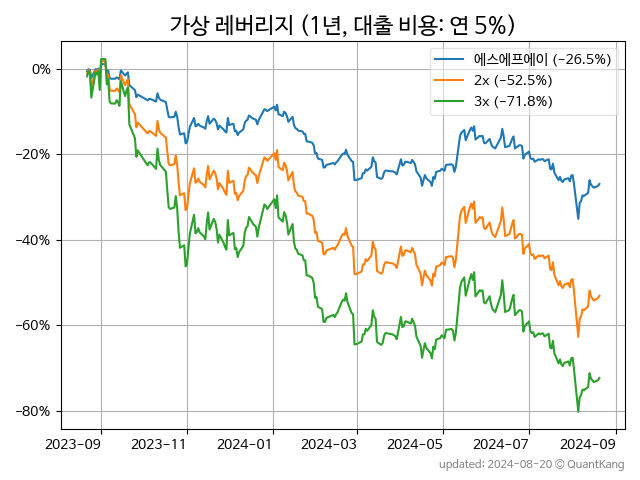 가상 레버리지 (1년, 대출 비용: 연 5%)
에스에프에이 (−26.5%)
2x (−52.5%)
3x (−71.8%)
0%
−20%
−40%
−60%
−80%
2023−09 2023−11 2024−01 2024−03 2024−05 2024−07 2024−09
updated: 2024-08-20 © QuantKang